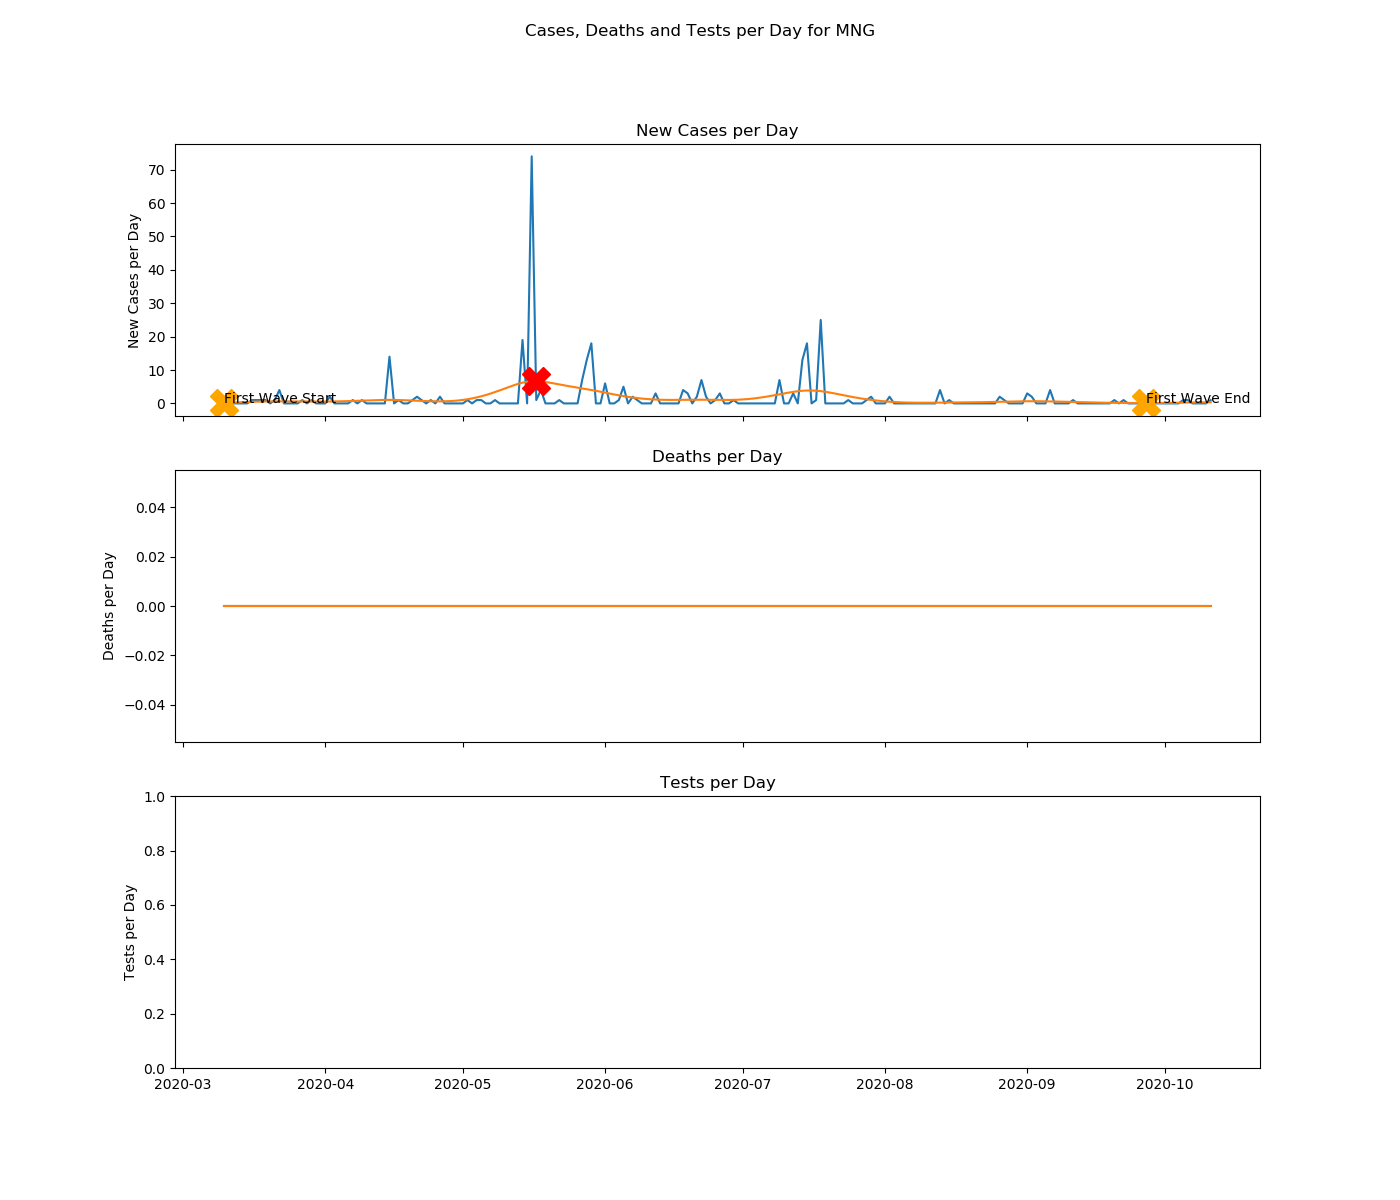 Cases, Deaths and Tests per Day for MNG
New Cases per Day
New Cases per Day
70
60
50
40
30
20
10
0
First Wave Start
First Wave End
Deaths per Day
Deaths per Day
0.04
0.02
0.00
−0.02
−0.04
Tests per Day
Tests per Day
1.0
0.8
0.6
0.4
0.2
0.0
2020-03 2020-04 2020-05 2020-06 2020-07 2020-08 2020-09 2020-10